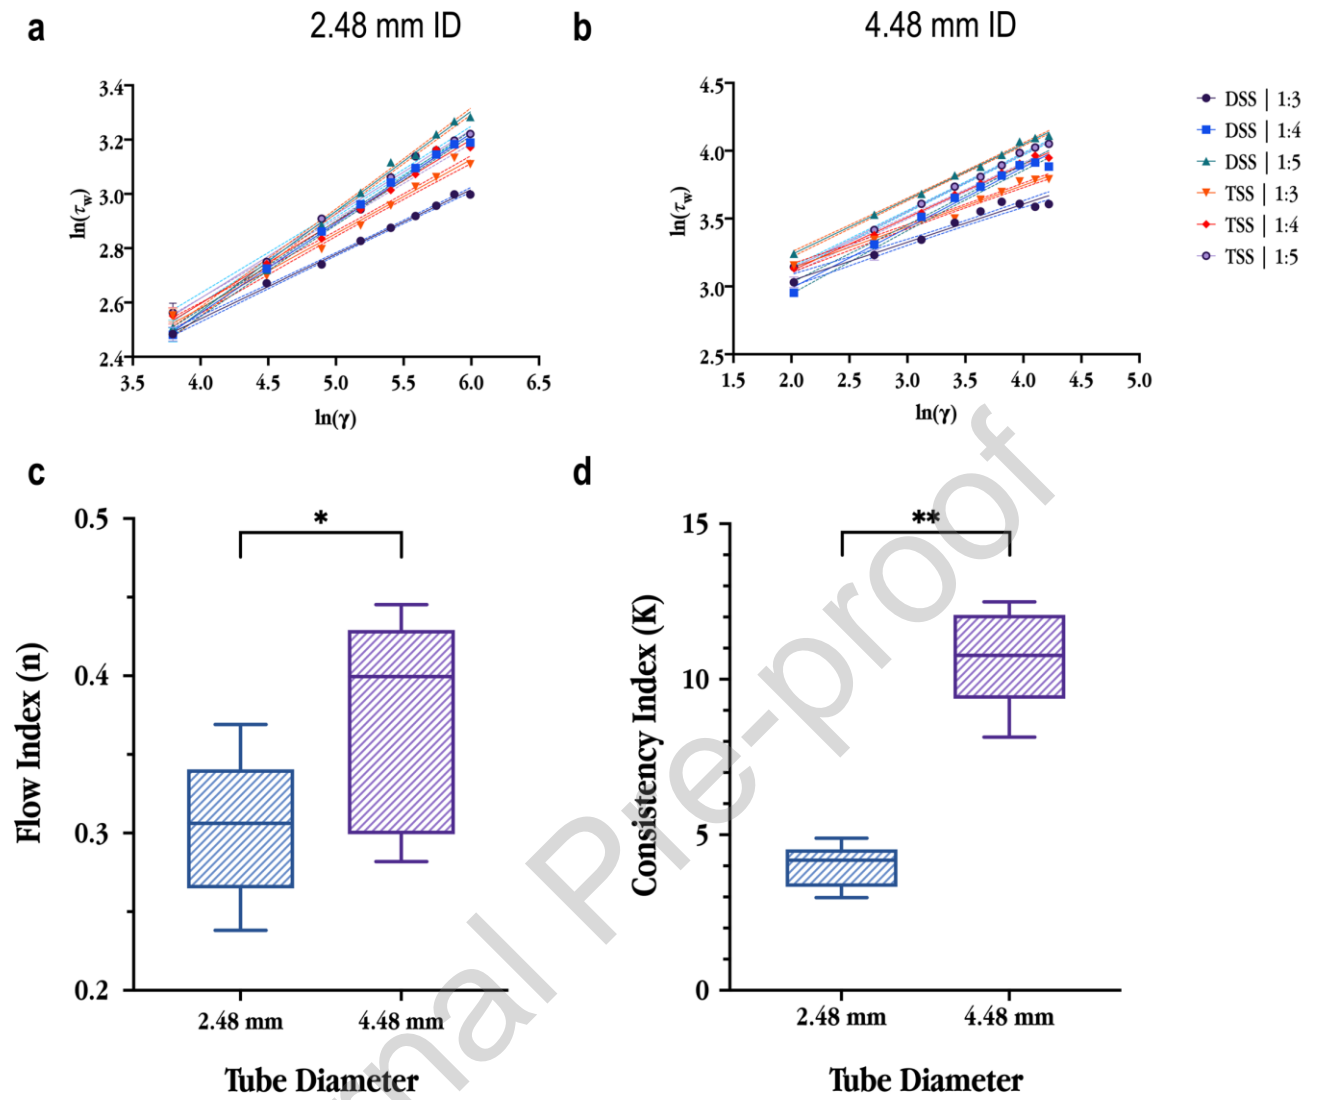 a 2.48 mm ID
b 4.48 mm ID
3.4
3.2
3.0
2.8
2.6
2.4
ln(τw)
3.5 4.0 4.5 5.0 5.5 6.0 6.5
ln(γ)
4.5
4.0
3.5
3.0
2.5
ln(τw)
1.5 2.0 2.5 3.0 3.5 4.0 4.5 5.0
ln(γ)
DSS | 1:3
DSS | 1:4
DSS | 1:5
TSS | 1:3
TSS | 1:4
TSS | 1:5
c
0.5
0.4
0.3
0.2
Flow Index (n)
*
2.48 mm 4.48 mm
Tube Diameter
d
15
10
5
0
Consistency Index (K)
**
2.48 mm 4.48 mm
Tube Diameter
nal Pre-proof